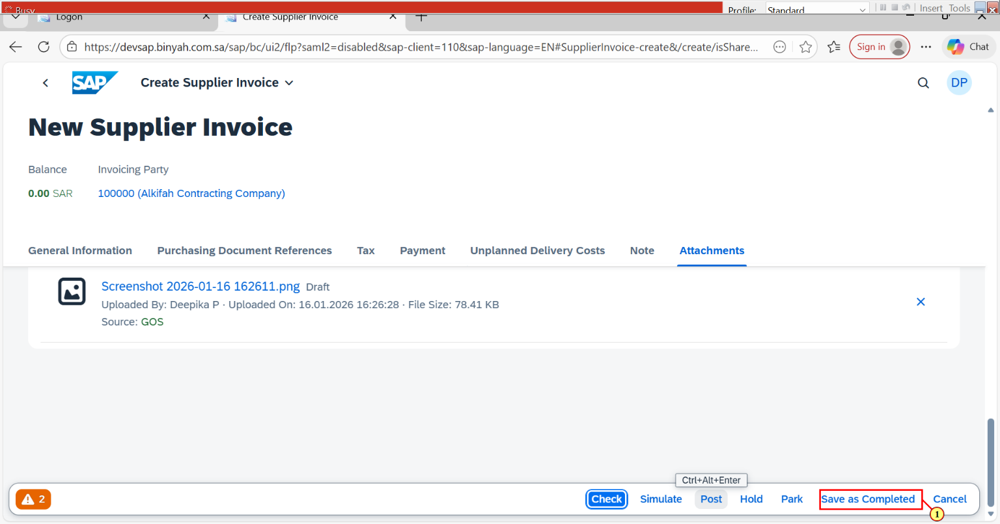 Busy
Profile: Standard Insert Tools
Logon Create Supplier Invoice
https://devsap.binyah.com.sa/sap/bc/ui2/flp?saml2=disabled&sap-client=110&sap-language=EN#SupplierInvoice-create&/create/isShare... Sign in Chat
SAP Create Supplier Invoice DP
New Supplier Invoice
Balance Invoicing Party
0.00 SAR 100000 (Alkifah Contracting Company)
General Information Purchasing Document References Tax Payment Unplanned Delivery Costs Note Attachments
Screenshot 2026-01-16 162611.png Draft
Uploaded By: Deepika P · Uploaded On: 16.01.2026 16:26:28 · File Size: 78.41 KB
Source: GOS
Ctrl+Alt+Enter
2 Check Simulate Post Hold Park Save as Completed Cancel
1